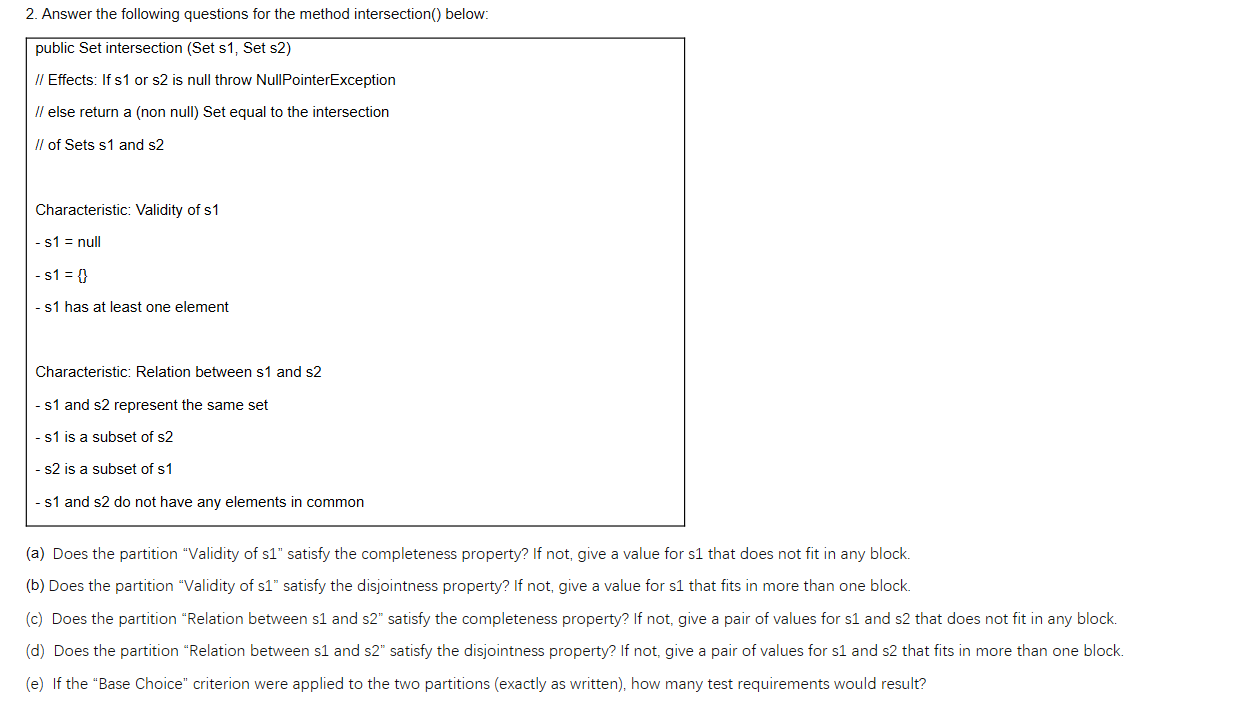 2. Answer the following questions for the method intersection() below:
public Set intersection (Set s1, Set s2)
// Effects: If s1 or s2 is null throw NullPointerException
// else return a (non null) Set equal to the intersection
// of Sets s1 and s2
Characteristic: Validity of s1
- s1 = null
- s1 = {}
- s1 has at least one element
Characteristic: Relation between s1 and s2
- s1 and s2 represent the same set
- s1 is a subset of s2
- s2 is a subset of s1
- s1 and s2 do not have any elements in common
(a) Does the partition “Validity of s1” satisfy the completeness property? If not, give a value for s1 that does not fit in any block.
(b) Does the partition “Validity of s1” satisfy the disjointness property? If not, give a value for s1 that fits in more than one block.
(c) Does the partition “Relation between s1 and s2” satisfy the completeness property? If not, give a pair of values for s1 and s2 that does not fit in any block.
(d) Does the partition “Relation between s1 and s2” satisfy the disjointness property? If not, give a pair of values for s1 and s2 that fits in more than one block.
(e) If the “Base Choice” criterion were applied to the two partitions (exactly as written), how many test requirements would result?